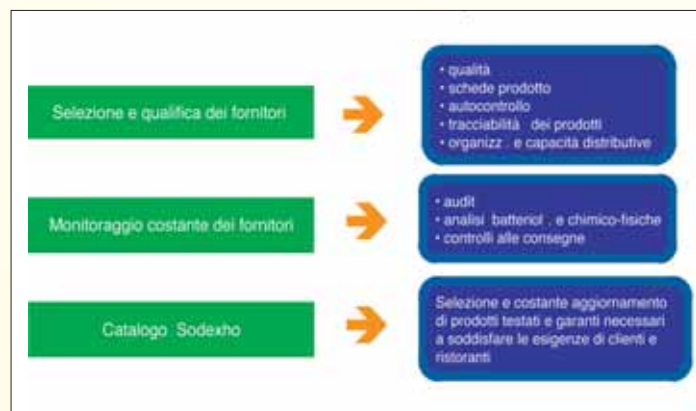 Selezione e qualifica dei fornitori
• qualità
• schede prodotto
• autocontrollo
• tracciabilità dei prodotti
• organizz . e capacità distributive
Monitoraggio costante dei fornitori
• audit
• analisi batteriol . e chimico-fisiche
• controlli alle consegne
Catalogo Sodexho
Selezione e costante aggiornamento
di prodotti testati e garanti necessari
a soddisfare le esigenze di clienti e
ristoranti